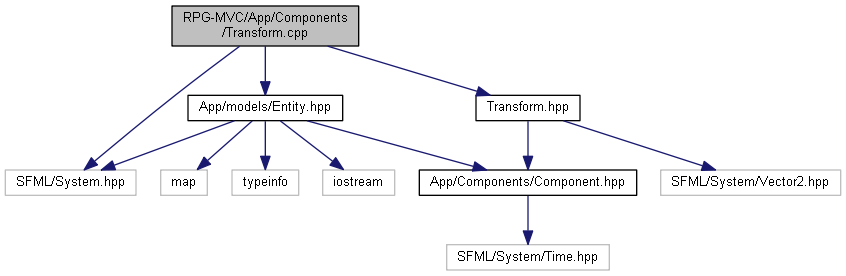 RPG-MVC/App/Components
/Transform.cpp
App/models/Entity.hpp
Transform.hpp
SFML/System.hpp
map
typeinfo
iostream
App/Components/Component.hpp
SFML/System/Vector2.hpp
SFML/System/Time.hpp